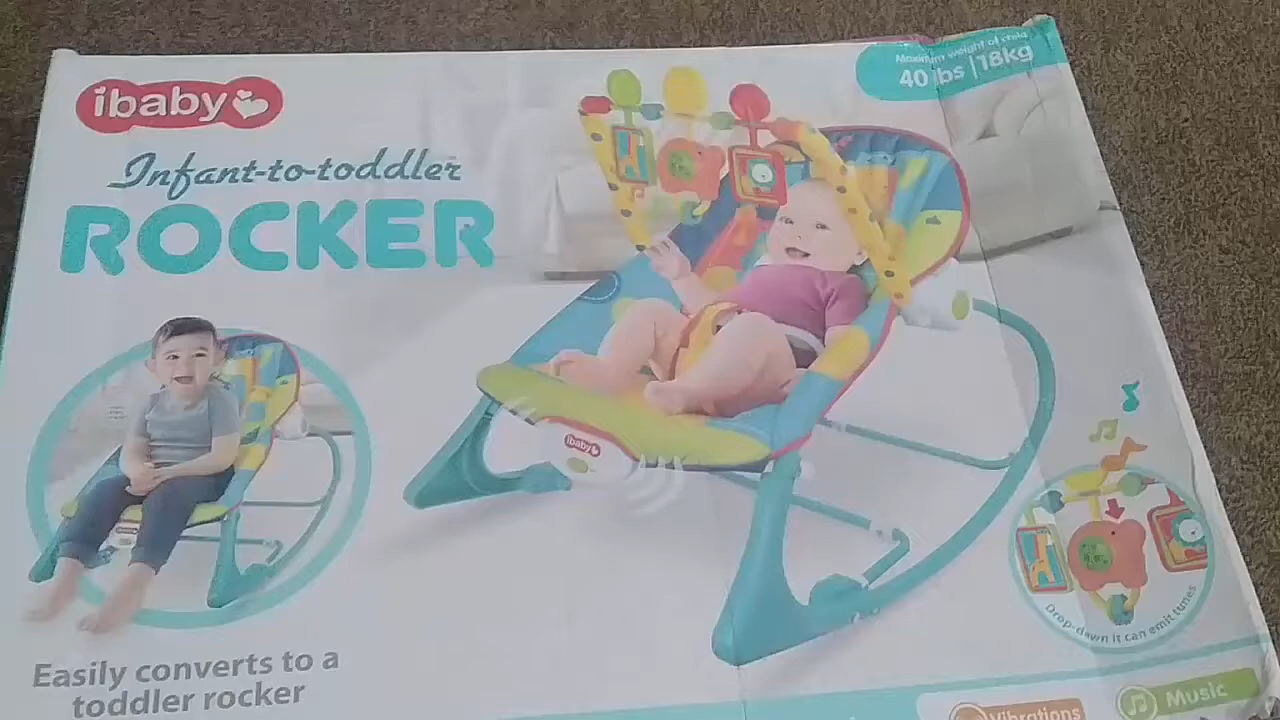 ibaby
Infant-to-toddler
ROCKER
Maximum weight of child
40 lbs | 18kg
ibaby
Easily converts to a
toddler rocker
Drop-down it can emit tunes
Vibrations
Music